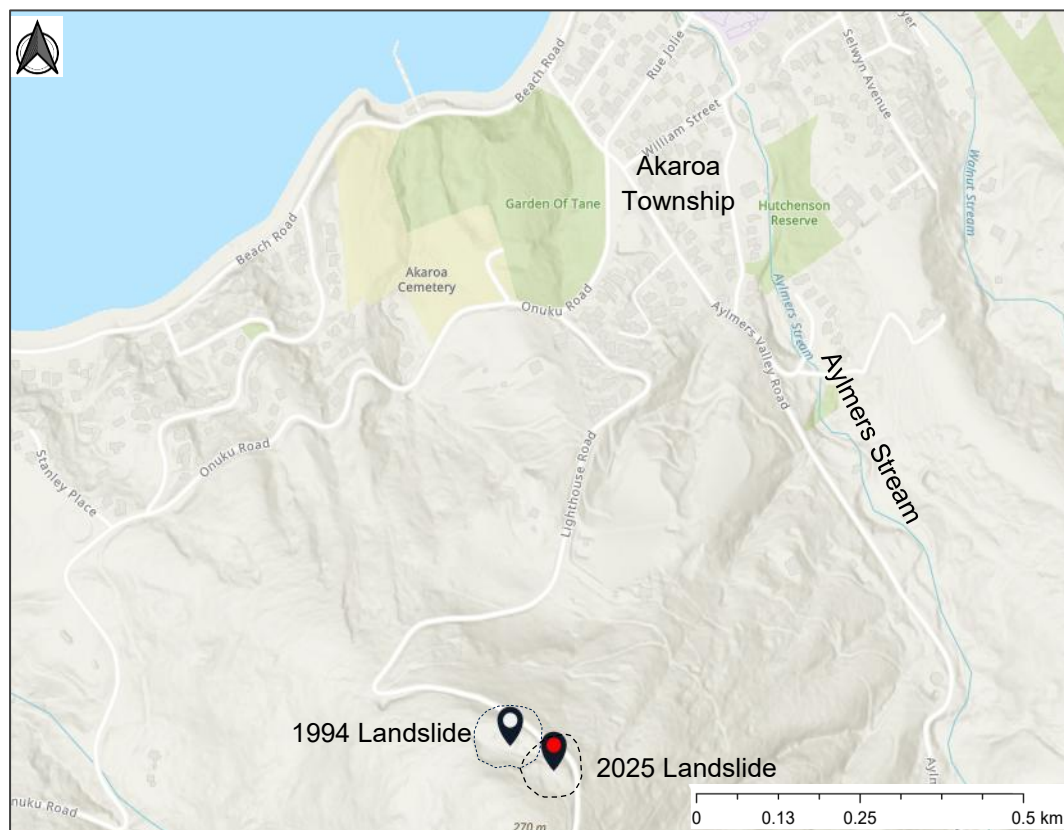 Beach Road
Rue Jolie
Selwyn Avenue
William Street
Akaroa
Township
Walnut Stream
Garden Of Tane
Hutchenson
Reserve
Beach Road
Akaroa
Cemetery
Onuku Road
Aylmers Stream
Aylmers Valley Road
Aylmers Stream
Onuku Road
Stanley Place
Lighthouse Road
1994 Landslide
2025 Landslide
0 0.13 0.25 0.5 km
270 m